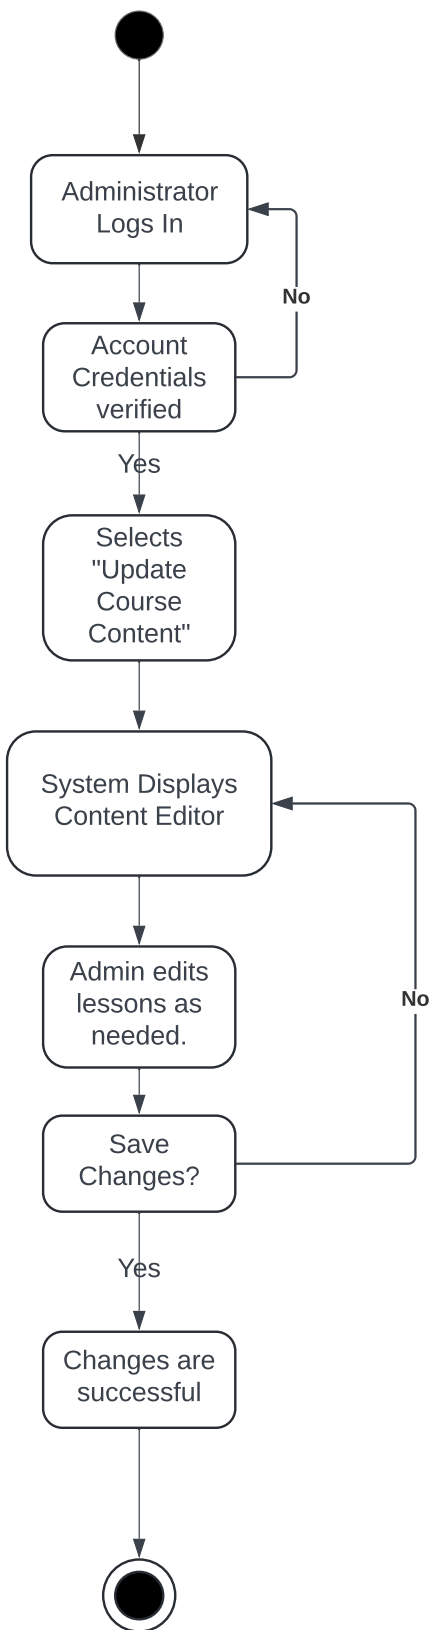 Administrator
Logs In
No
Account
Credentials
verified
Yes
Selects
"Update
Course
Content"
System Displays
Content Editor
Admin edits
lessons as
needed.
No
Save
Changes?
Yes
Changes are
successful